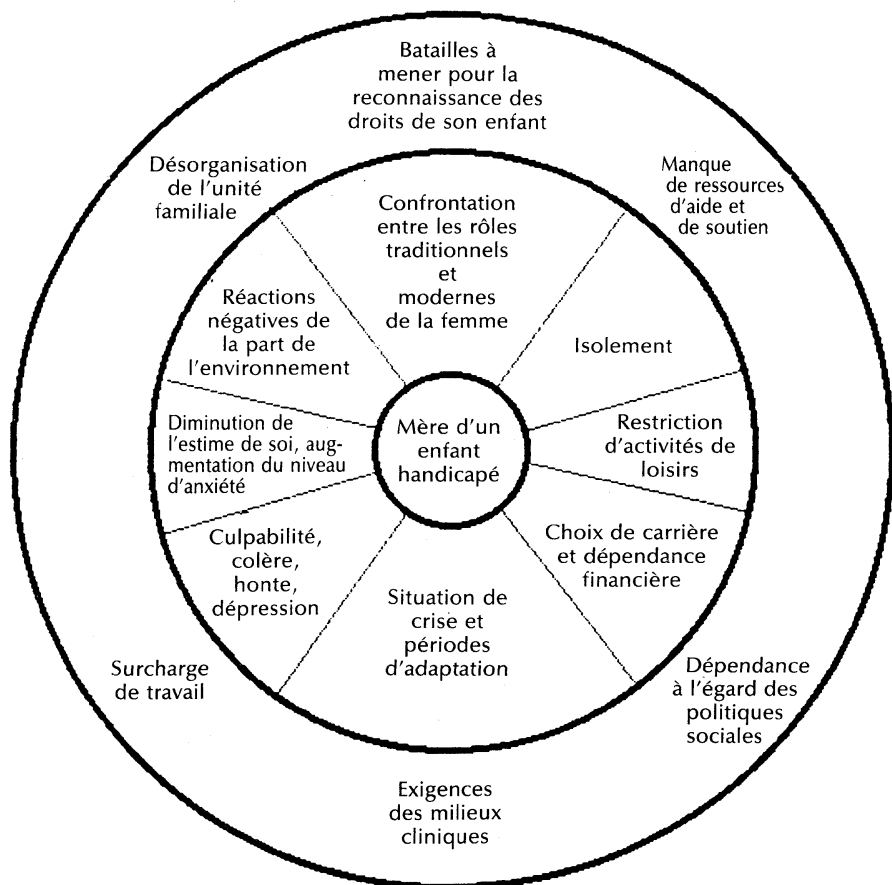 Batailles à
mener pour la
reconnaissance des
droits de son enfant
Désorganisation
de l'unité
familiale
Manque
de ressources
d'aide et
de soutien
Confrontation
entre les rôles
traditionnels
et
modernes
de la femme
Réactions
négatives de
la part de
l'environnement
Isolement
Diminution de
l'estime de soi, aug-
mentation du niveau
d'anxiété
Mère d'un
enfant
handicapé
Restriction
d'activités de
loisirs
Culpabilité,
colère,
honte,
dépression
Situation de
crise et
périodes
d'adaptation
Choix de carrière
et dépendance
financière
Surcharge
de travail
Dépendance
à l'égard des
politiques
sociales
Exigences
des milieux
cliniques